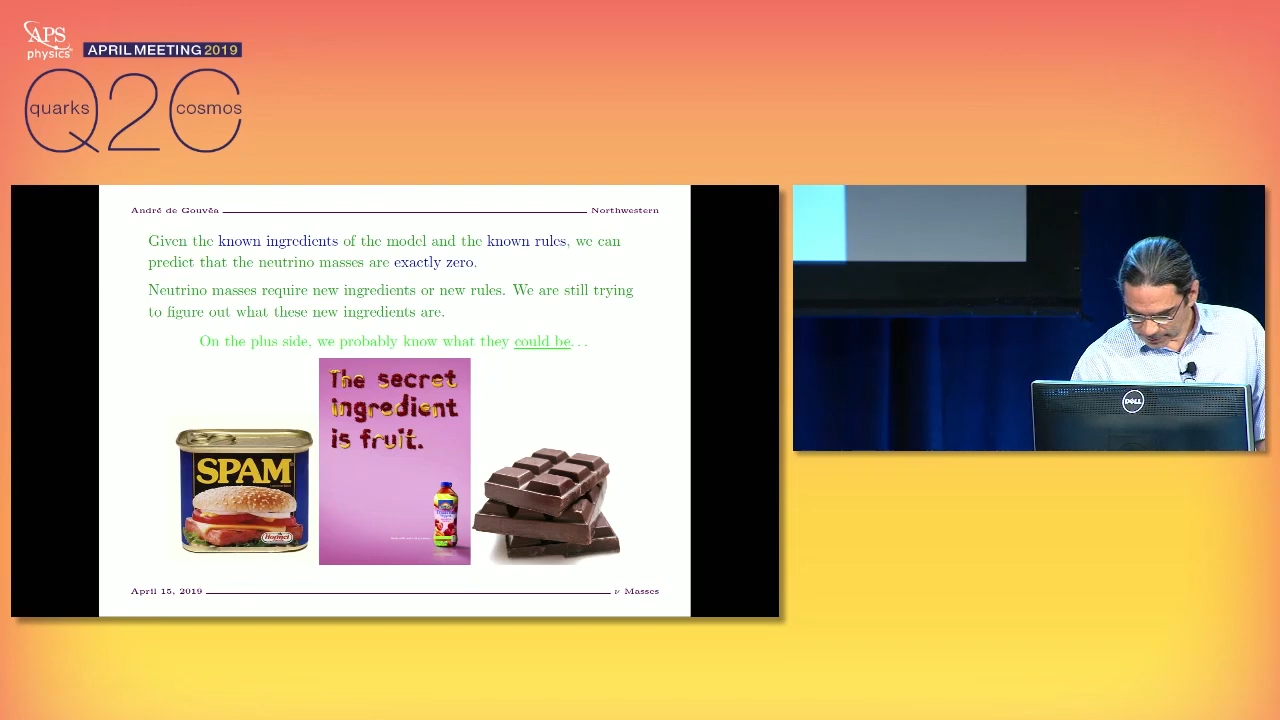 APS
physics
APRIL MEETING 2019
Q2C
quarks
cosmos
André de Gouvêa
Northwestern
Given the known ingredients of the model and the known rules, we can
predict that the neutrino masses are exactly zero.
Neutrino masses require new ingredients or new rules. We are still trying
to figure out what these new ingredients are.
On the plus side, we probably know what they could be...
The secret
ingredient
is fruit.
SPAM
Hormel
April 15, 2019
ν Masses
DELL